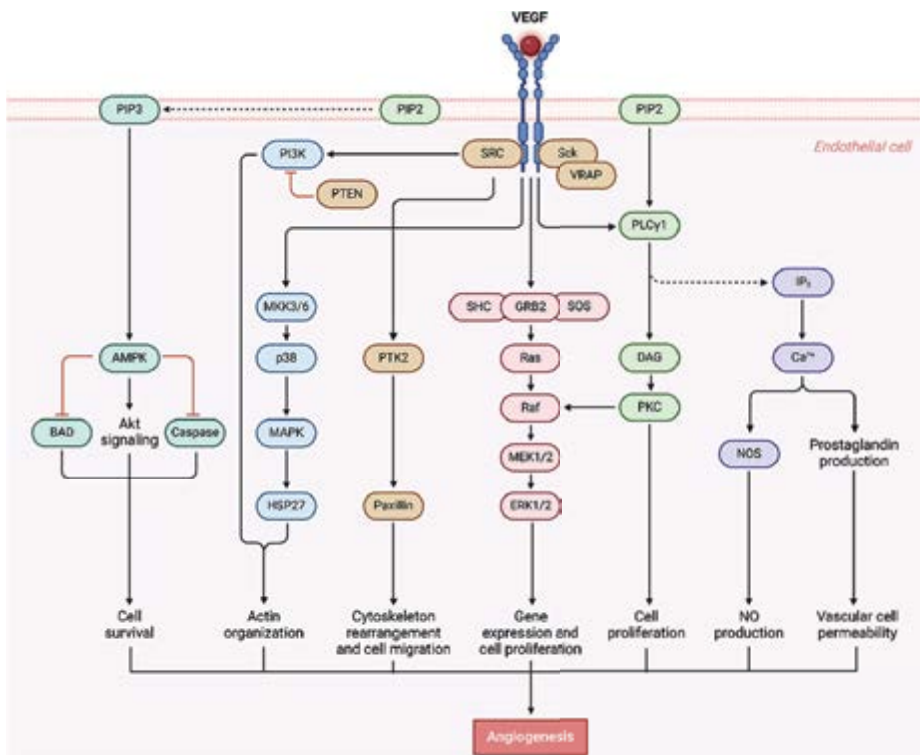 VEGF
PIP3
PIP2
PIP2
Endothelial cell
PI3K
SRC
Sck
VRAP
PTEN
PLCγ1
IP₃
MKK3/6
SHC
GRB2
SOS
p38
PTK2
Ras
DAG
Ca²⁺
AMPK
BAD
Akt
signaling
Caspase
MAPK
Raf
PKC
NOS
Prostaglandin
production
MEK1/2
HSP27
Paxillin
ERK1/2
Cell
survival
Actin
organization
Cytoskeleton
rearrangement
and cell migration
Gene
expression and
cell proliferation
Cell
proliferation
NO
production
Vascular cell
permeability
Angiogenesis